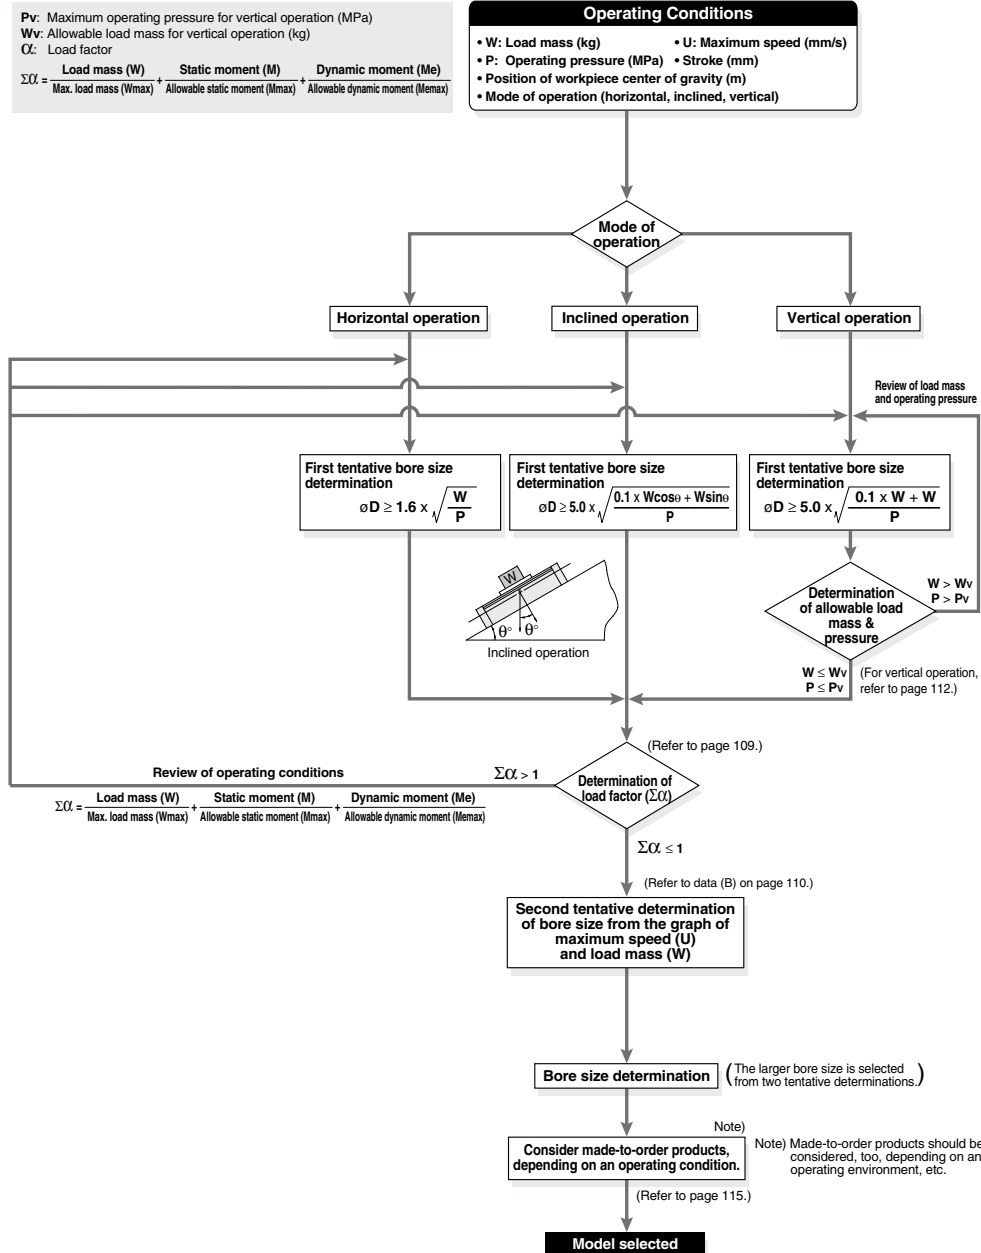 Pv: Maximum operating pressure for vertical operation (MPa)
Wv: Allowable load mass for vertical operation (kg)
α: Load factor
Σα = Load mass (W) / Max. load mass (Wmax) + Static moment (M) / Allowable static moment (Mmax) + Dynamic moment (Me) / Allowable dynamic moment (Memax)
Operating Conditions
• W: Load mass (kg) • U: Maximum speed (mm/s)
• P: Operating pressure (MPa) • Stroke (mm)
• Position of workpiece center of gravity (m)
• Mode of operation (horizontal, inclined, vertical)
Mode of
operation
Horizontal operation
Inclined operation
Vertical operation
Review of load mass
and operating pressure
First tentative bore size
determination
øD ≥ 1.6 x √(W / P)
First tentative bore size
determination
øD ≥ 5.0 x √(0.1 x Wcosθ + Wsinθ / P)
First tentative bore size
determination
øD ≥ 5.0 x √(0.1 x W + W / P)
W
θ° θ°
Inclined operation
Determination
of allowable load
mass &
pressure
W > Wv
P > Pv
W ≤ Wv
P ≤ Pv
(For vertical operation,
refer to page 112.)
(Refer to page 109.)
Determination of
load factor (Σα)
Review of operating conditions
Σα > 1
Σα = Load mass (W) / Max. load mass (Wmax) + Static moment (M) / Allowable static moment (Mmax) + Dynamic moment (Me) / Allowable dynamic moment (Memax)
Σα ≤ 1
(Refer to data (B) on page 110.)
Second tentative determination
of bore size from the graph of
maximum speed (U)
and load mass (W)
Bore size determination
(The larger bore size is selected
from two tentative determinations.)
Note)
Consider made-to-order products,
depending on an operating condition.
Note) Made-to-order products should be
considered, too, depending on an
operating environment, etc.
(Refer to page 115.)
Model selected